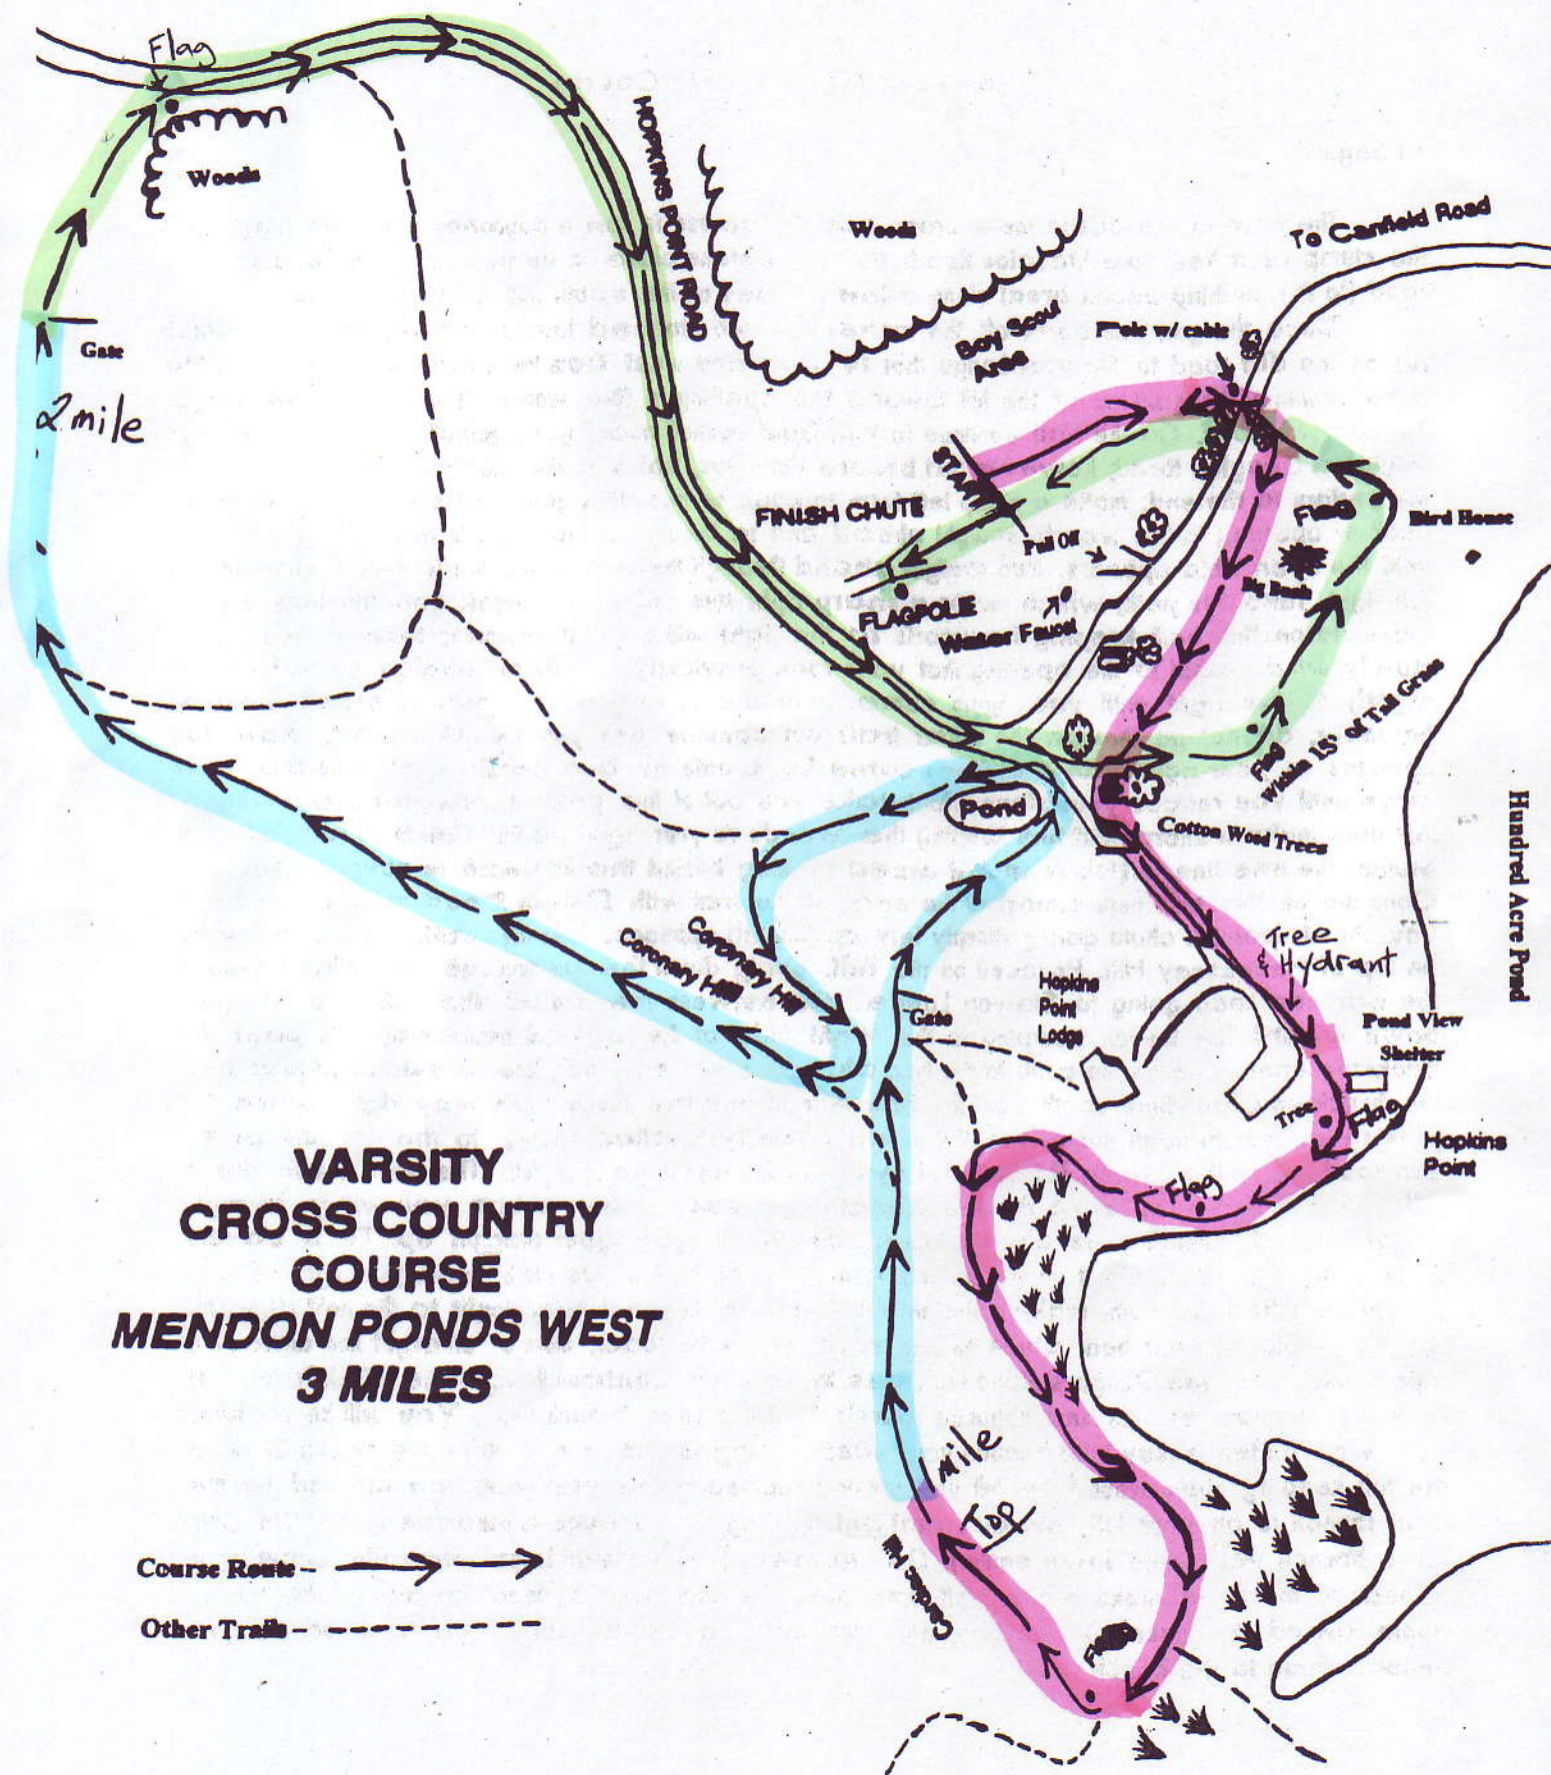 Flag
Woods
HOPKINS POINT ROAD
Woods
To Canfield Road
Boy Scout
Area
Pole w/ cable
Gate
2 mile
START
FINISH CHUTE
Pull Off
FLAG
Bird House
Big Bush
FLAGPOLE
Water Faucet
Flag
Within 15' of Tall Grass
Pond
Cotton Wood Trees
Hundred Acre Pond
Coronary Hill
Coronary Hill
Tree
& Hydrant
Gate
Hopkins
Point
Lodge
Pond View
Shelter
Tree
Flag
Hopkins
Point
Flag
VARSITY
CROSS COUNTRY
COURSE
MENDON PONDS WEST
3 MILES
mile
Top
Cardiac Hill
Course Route –
Other Trails –